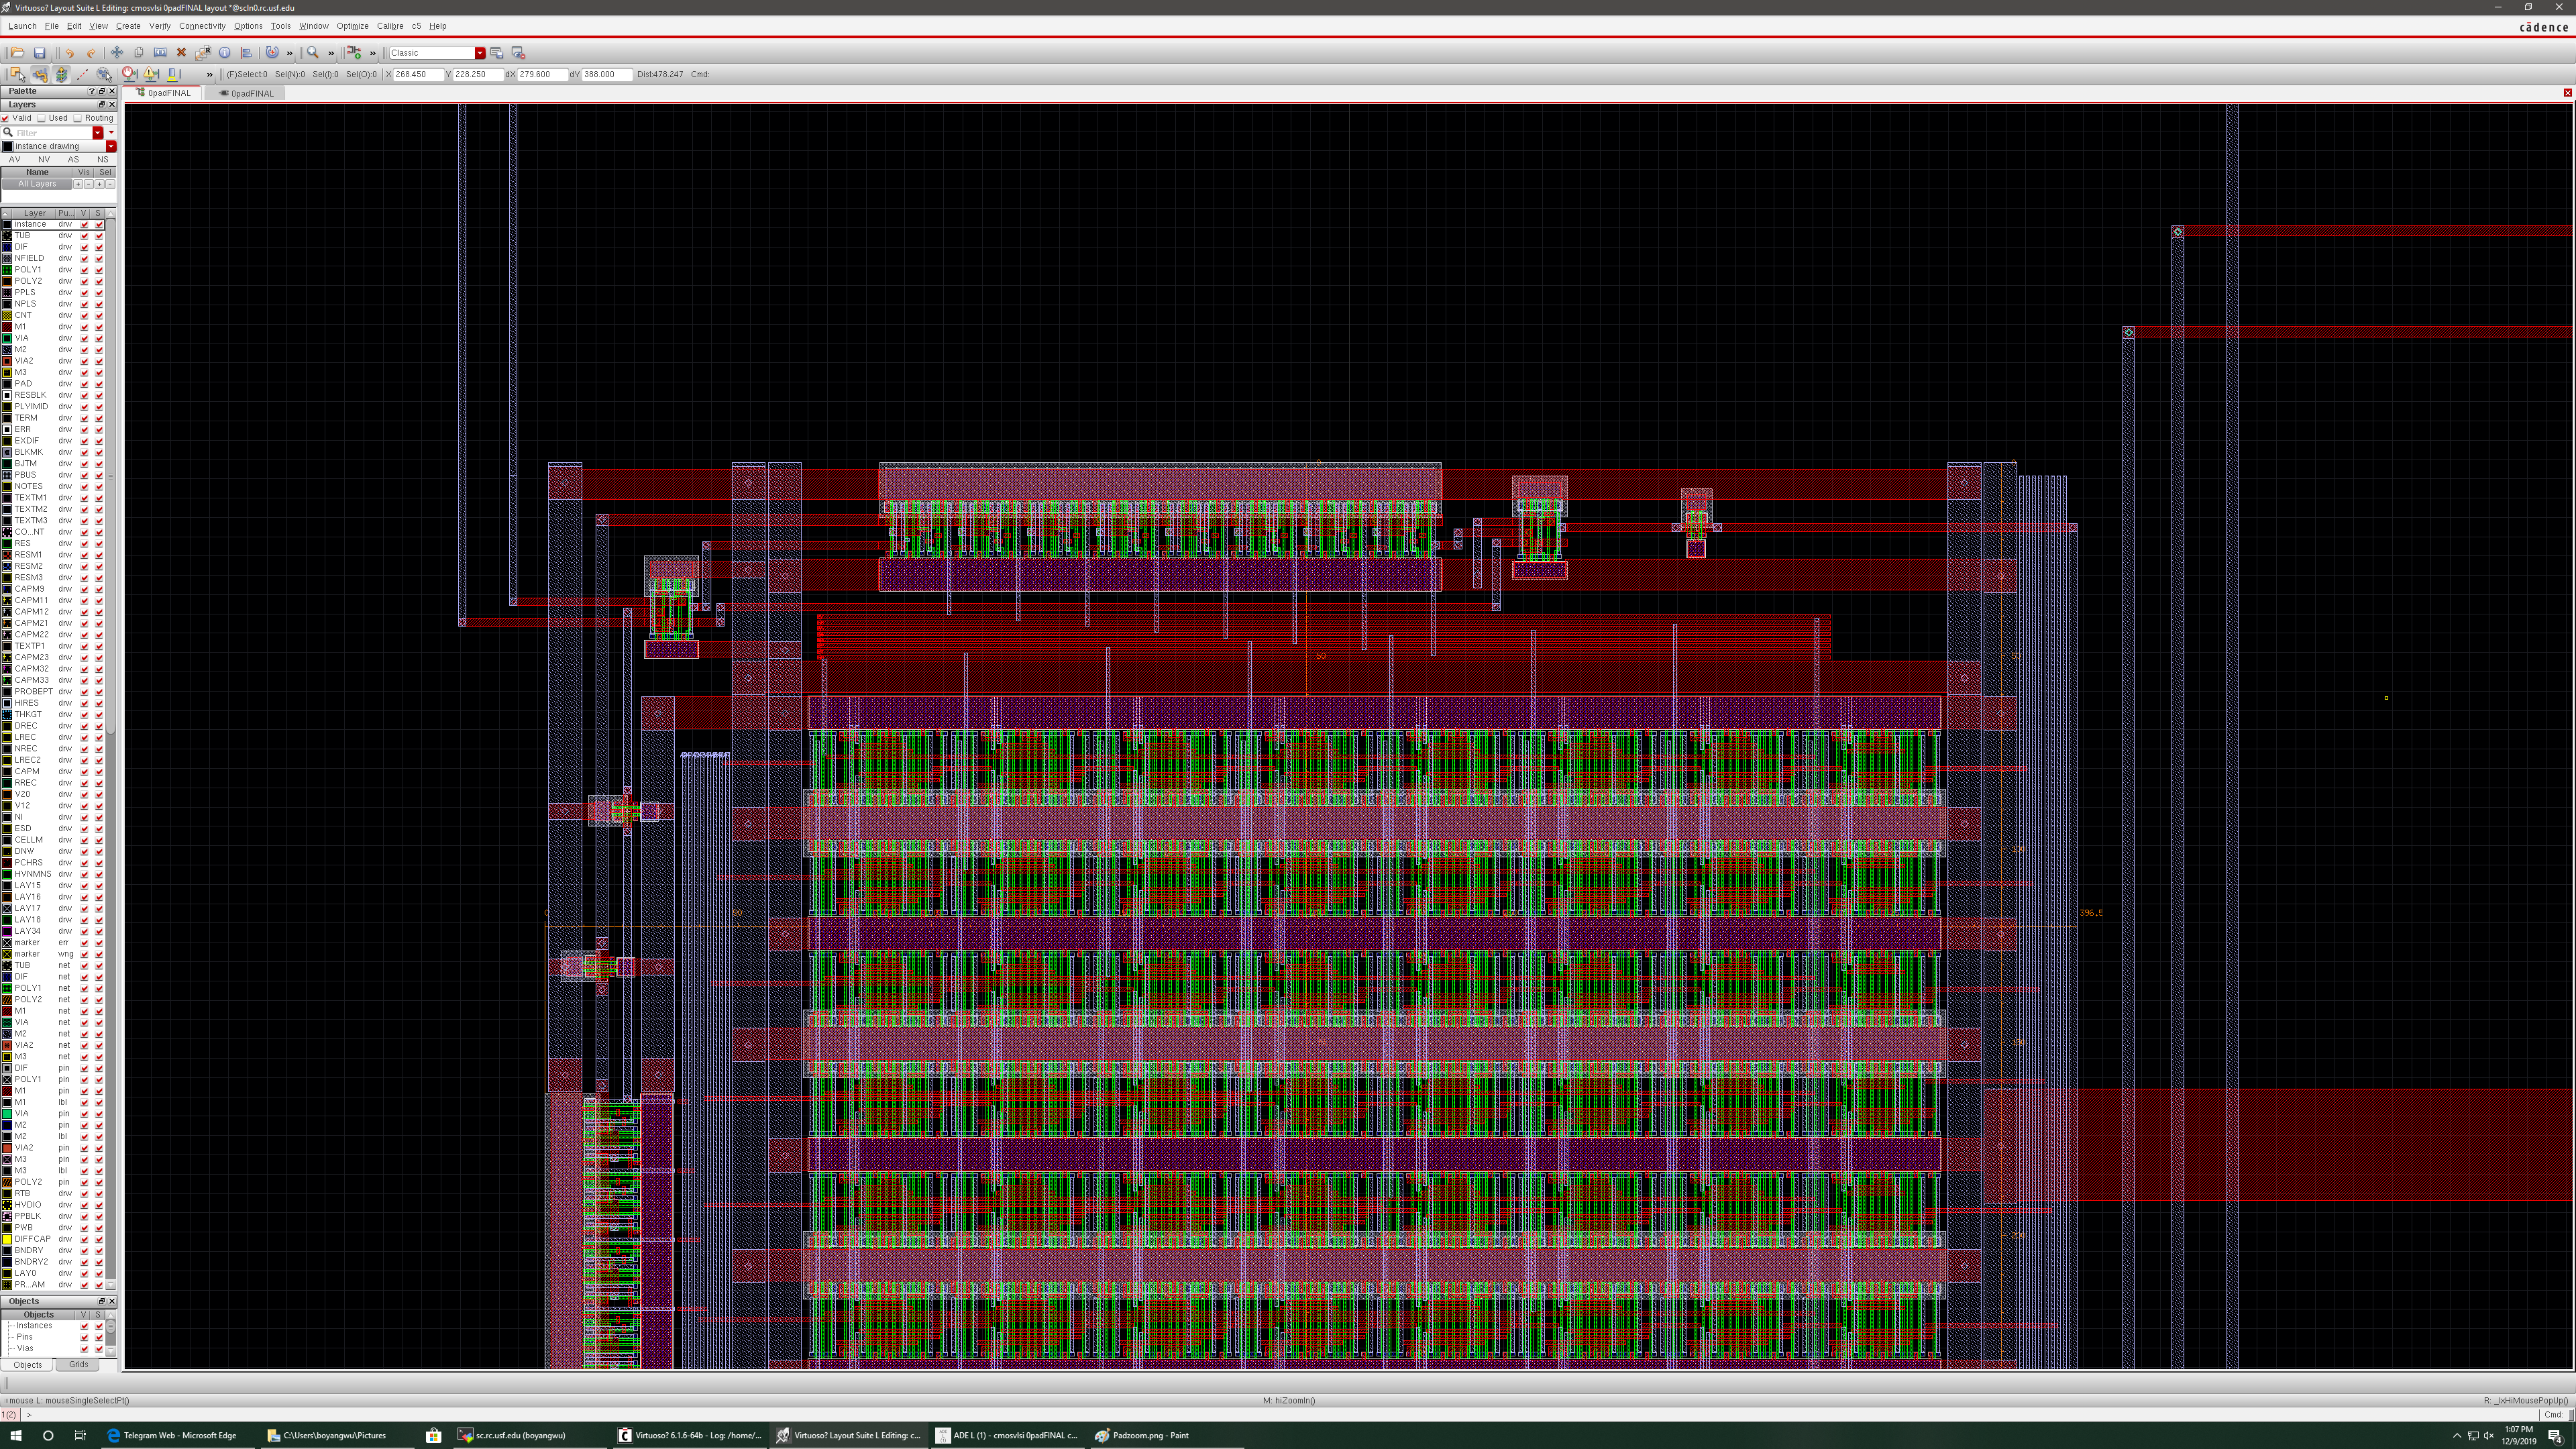 Virtuoso? Layout Suite L Editing: cmosvlsi 0padFINAL layout *@scln0.rc.usf.edu
Launch File Edit View Create Verify Connectivity Options Tools Window Optimize Calibre c5 Help
cādence
Classic
(F)Select:0 Sel(N):0 Sel(I):0 Sel(O):0 X 268.450 Y 228.250 dX 279.600 dY 388.000 Dist:478.247 Cmd:
Palette
0padFINAL 0padFINAL
Layers
Valid Used Routing
Filter
instance drawing
AV NV AS NS
Name Vis Sel
All Layers
Layer Pu... V S
instance drw
TUB drw
DIF drw
NFIELD drw
POLY1 drw
POLY2 drw
PPLS drw
NPLS drw
CNT drw
M1 drw
VIA drw
M2 drw
VIA2 drw
M3 drw
PAD drw
RESBLK drw
PLYIMID drw
TERM drw
ERR drw
EXDIF drw
BLKMK drw
BJTM drw
PBUS drw
NOTES drw
TEXTM1 drw
TEXTM2 drw
TEXTM3 drw
CO...NT drw
RES drw
RESM1 drw
RESM2 drw
RESM3 drw
CAPM9 drw
CAPM11 drw
CAPM12 drw
CAPM21 drw
CAPM22 drw
TEXTP1 drw
CAPM23 drw
CAPM32 drw
CAPM33 drw
PROBEPT drw
HIRES drw
THKGT drw
DREC drw
LREC drw
NREC drw
LREC2 drw
CAPM drw
RREC drw
V20 drw
V12 drw
NI drw
ESD drw
CELLM drw
DNW drw
PCHRS drw
HVNMNS drw
LAY15 drw
LAY16 drw
LAY17 drw
LAY18 drw
LAY34 drw
marker err
marker wng
TUB net
DIF net
POLY1 net
POLY2 net
M1 net
VIA net
M2 net
VIA2 net
M3 net
DIF pin
POLY1 pin
M1 pin
M1 lbl
VIA pin
M2 pin
M2 lbl
VIA2 pin
M3 pin
M3 lbl
POLY2 pin
RTB drw
HVDIO drw
PPBLK drw
PWB drw
DIFFCAP drw
BNDRY drw
BNDRY2 drw
LAY0 drw
PR...AM drw
0
50
50
100
396.5
150
200
Objects
Objects V S
Instances
Pins
Vias
Objects Grids
mouse L: mouseSingleSelectPt() M: hiZoomIn() R: _lxHiMousePopUp()
1(2) > Cmd:
Telegram Web - Microsoft Edge C:\Users\boyangwu\Pictures sc.rc.usf.edu (boyangwu) Virtuoso? 6.1.6-64b - Log: /home/... Virtuoso? Layout Suite L Editing: c... ADE L (1) - cmosvlsi 0padFINAL c... Padzoom.png - Paint
1:07 PM
12/9/2019